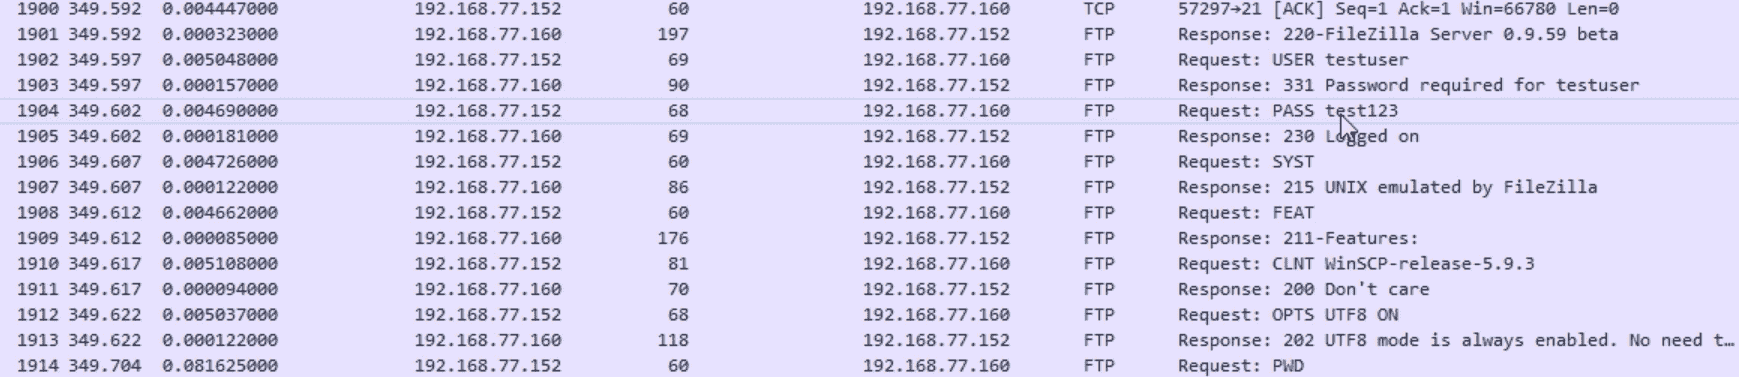 1900 349.592 0.004447000 192.168.77.152 60 192.168.77.160 TCP 57297→21 [ACK] Seq=1 Ack=1 Win=66780 Len=0
1901 349.592 0.000323000 192.168.77.160 197 192.168.77.152 FTP Response: 220-FileZilla Server 0.9.59 beta
1902 349.597 0.005048000 192.168.77.152 69 192.168.77.160 FTP Request: USER testuser
1903 349.597 0.000157000 192.168.77.160 90 192.168.77.152 FTP Response: 331 Password required for testuser
1904 349.602 0.004690000 192.168.77.152 68 192.168.77.160 FTP Request: PASS test123
1905 349.602 0.000181000 192.168.77.160 69 192.168.77.152 FTP Response: 230 Logged on
1906 349.607 0.004726000 192.168.77.152 60 192.168.77.160 FTP Request: SYST
1907 349.607 0.000122000 192.168.77.160 86 192.168.77.152 FTP Response: 215 UNIX emulated by FileZilla
1908 349.612 0.004662000 192.168.77.152 60 192.168.77.160 FTP Request: FEAT
1909 349.612 0.000085000 192.168.77.160 176 192.168.77.152 FTP Response: 211-Features:
1910 349.617 0.005108000 192.168.77.152 81 192.168.77.160 FTP Request: CLNT WinSCP-release-5.9.3
1911 349.617 0.000094000 192.168.77.160 70 192.168.77.152 FTP Response: 200 Don't care
1912 349.622 0.005037000 192.168.77.152 68 192.168.77.160 FTP Request: OPTS UTF8 ON
1913 349.622 0.000122000 192.168.77.160 118 192.168.77.152 FTP Response: 202 UTF8 mode is always enabled. No need t…
1914 349.704 0.081625000 192.168.77.152 60 192.168.77.160 FTP Request: PWD